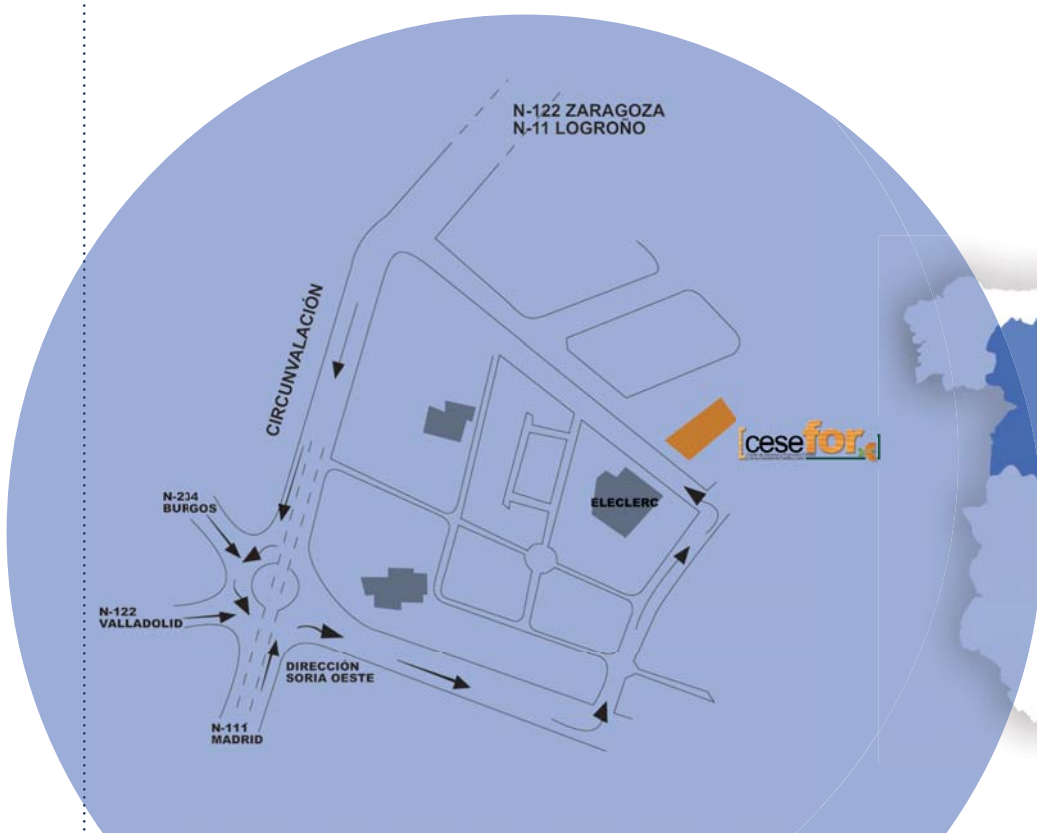 N-122 ZARAGOZA
N-11 LOGROÑO
CIRCUNVALACIÓN
[cesefor]
ELECLERC
N-234
BURGOS
N-122
VALLADOLID
DIRECCIÓN
SORIA OESTE
N-111
MADRID